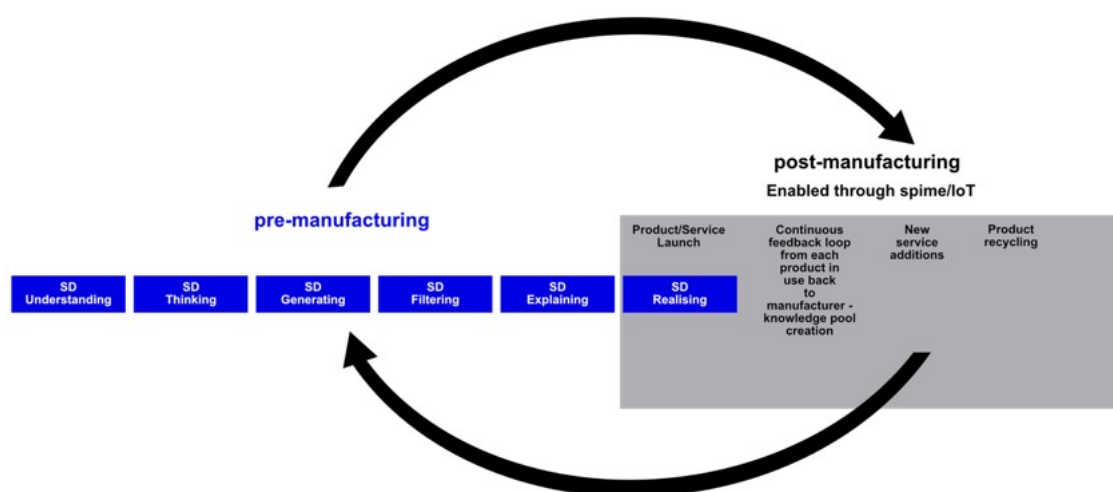 post-manufacturing
Enabled through spime/IoT
pre-manufacturing
Product/Service
Launch
Continuous
feedback loop
from each
product in
use back
to
manufacturer -
knowledge pool
creation
New
service
additions
Product
recycling
SD
Understanding
SD
Thinking
SD
Generating
SD
Filtering
SD
Explaining
SD
Realising